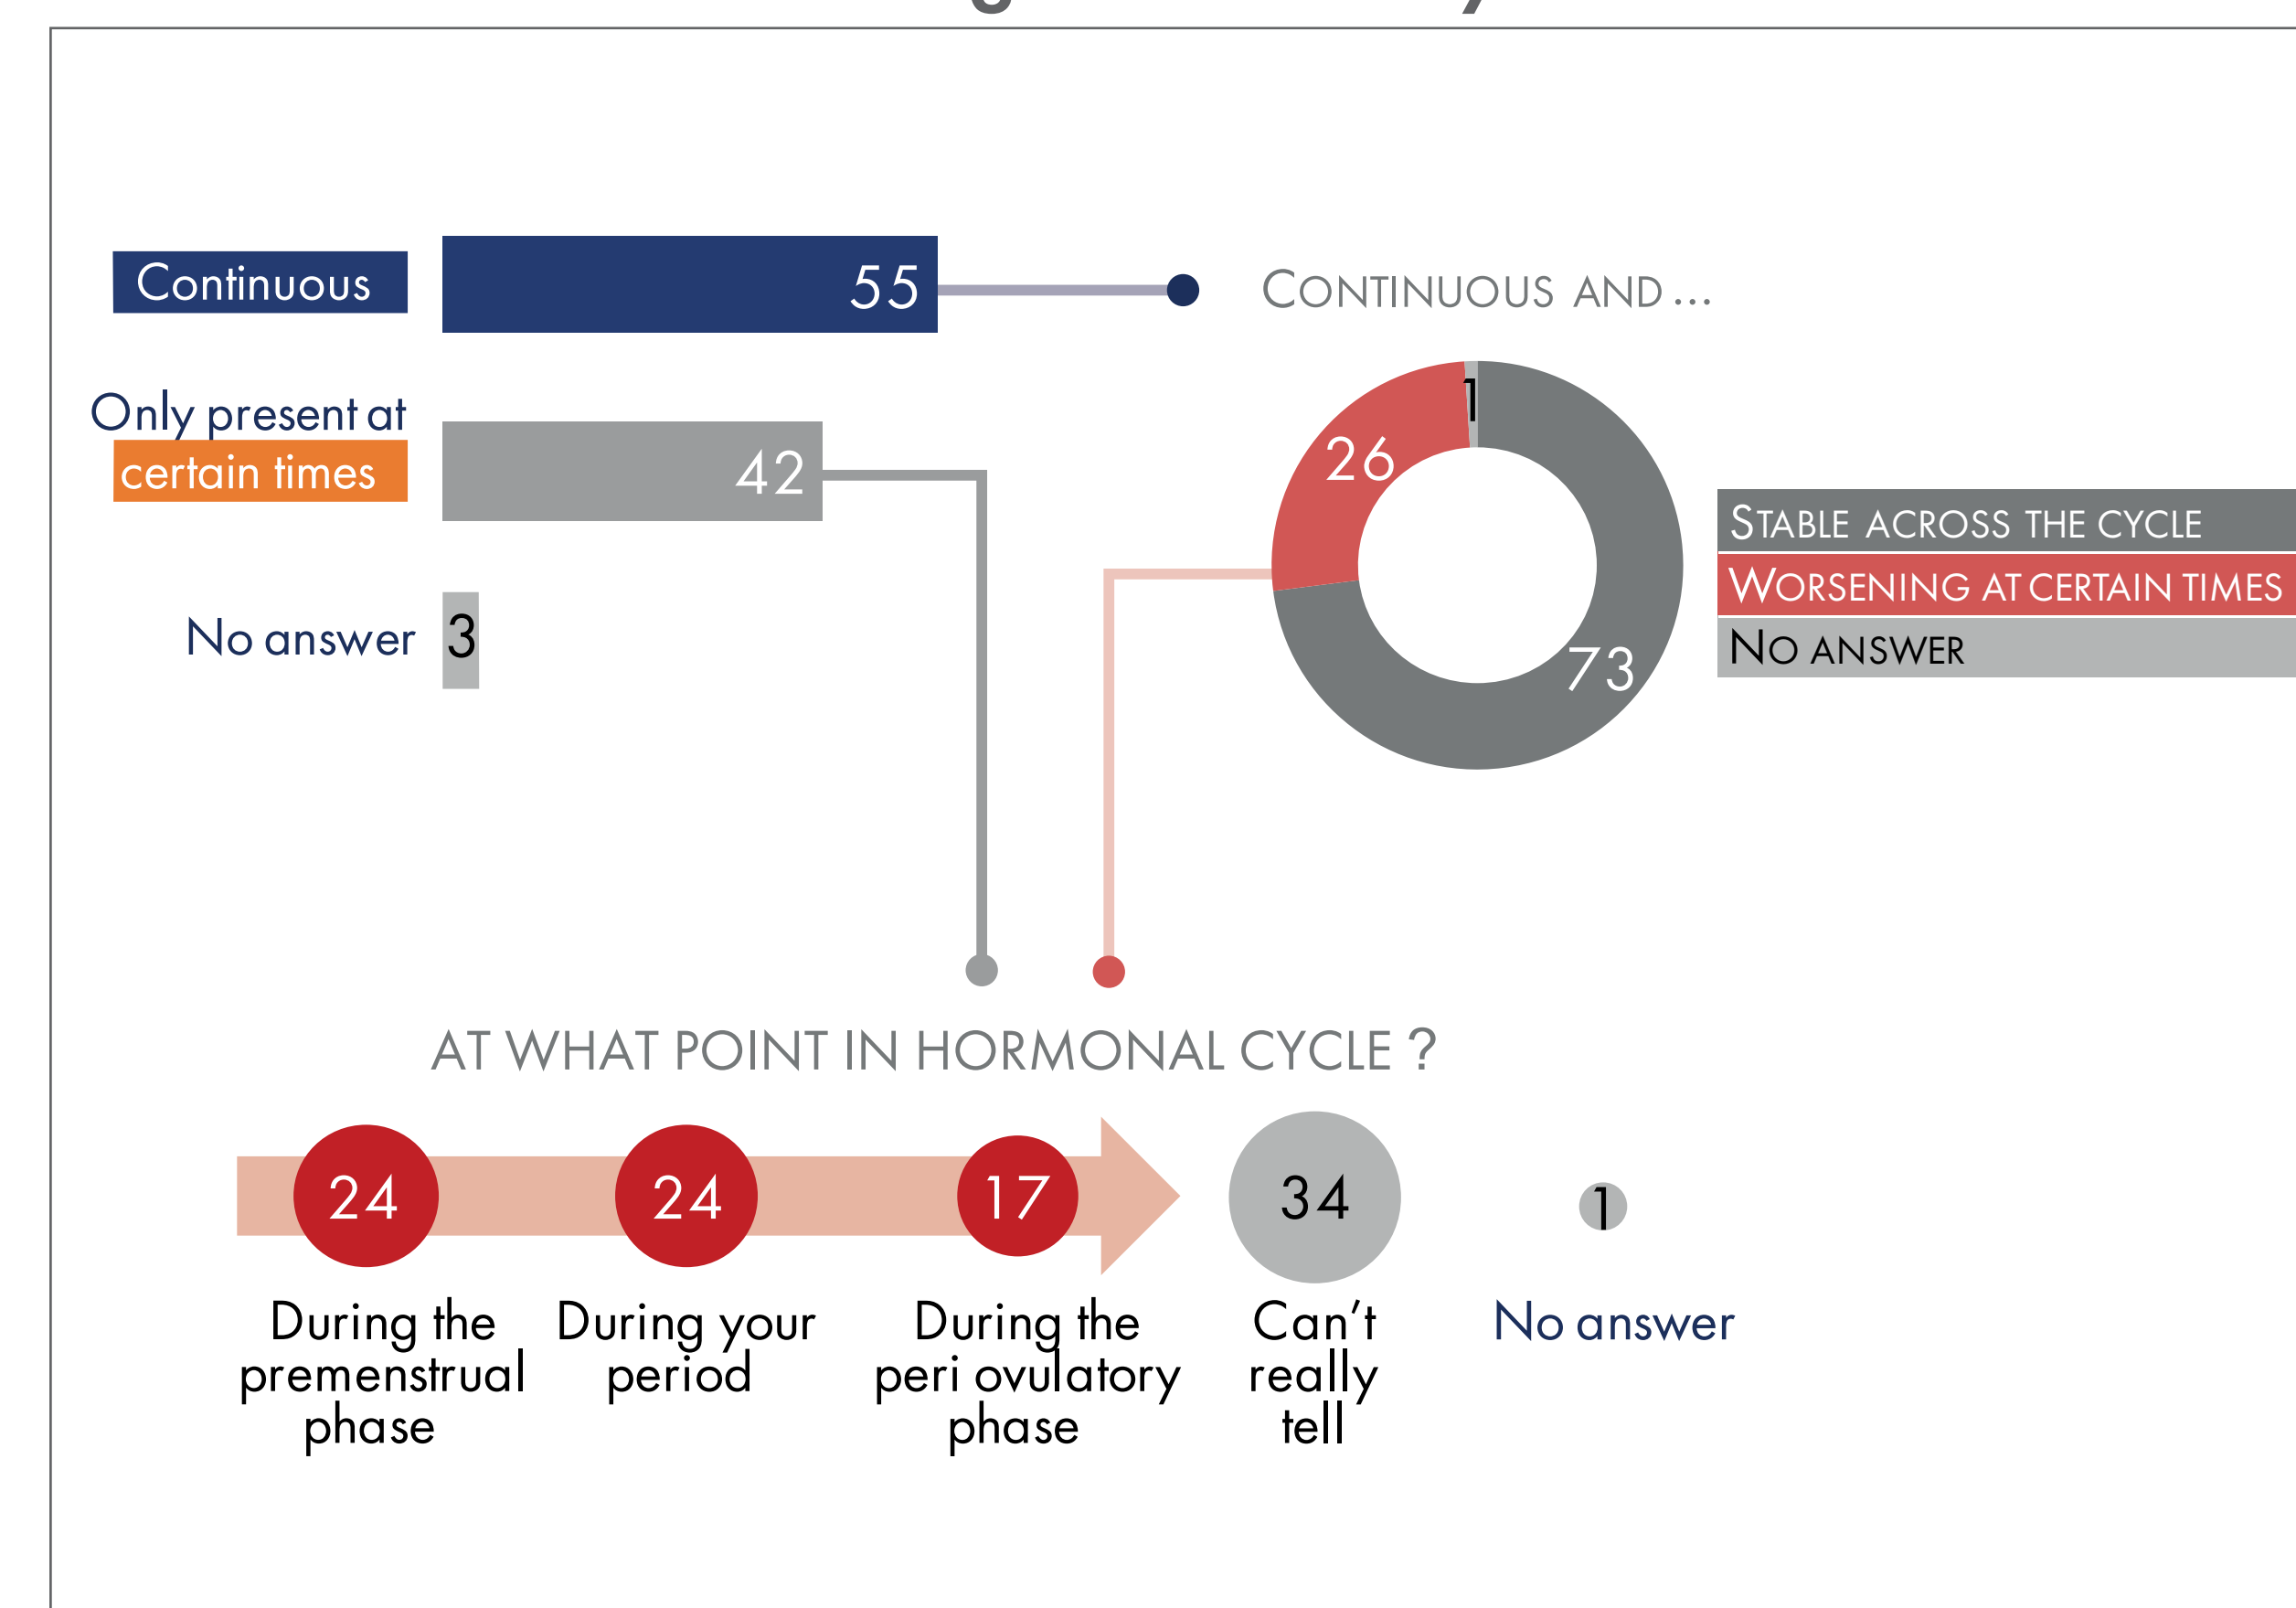 Continuous
55
CONTINUOUS AND...
Only present at
certain times
42
No answer
3
1
26
73
STABLE ACROSS THE CYCLE
WORSENING ATCERTAIN TIMES
NO ANSWER
AT WHAT POINT IN HORMONAL CYCLE ?
24
24
17
34
1
During the
premenstrual
phase
During your
period
During the
peri ovulatory
phase
Can't
really
tell
No answer